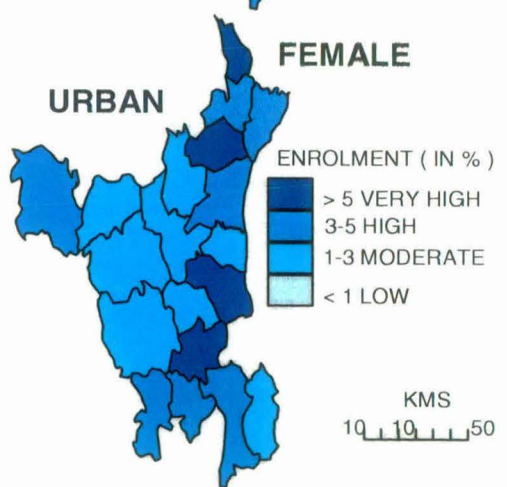 FEMALE
URBAN
ENROLMENT ( IN % )
> 5 VERY HIGH
3-5 HIGH
1-3 MODERATE
< 1 LOW
KMS
10 10 50